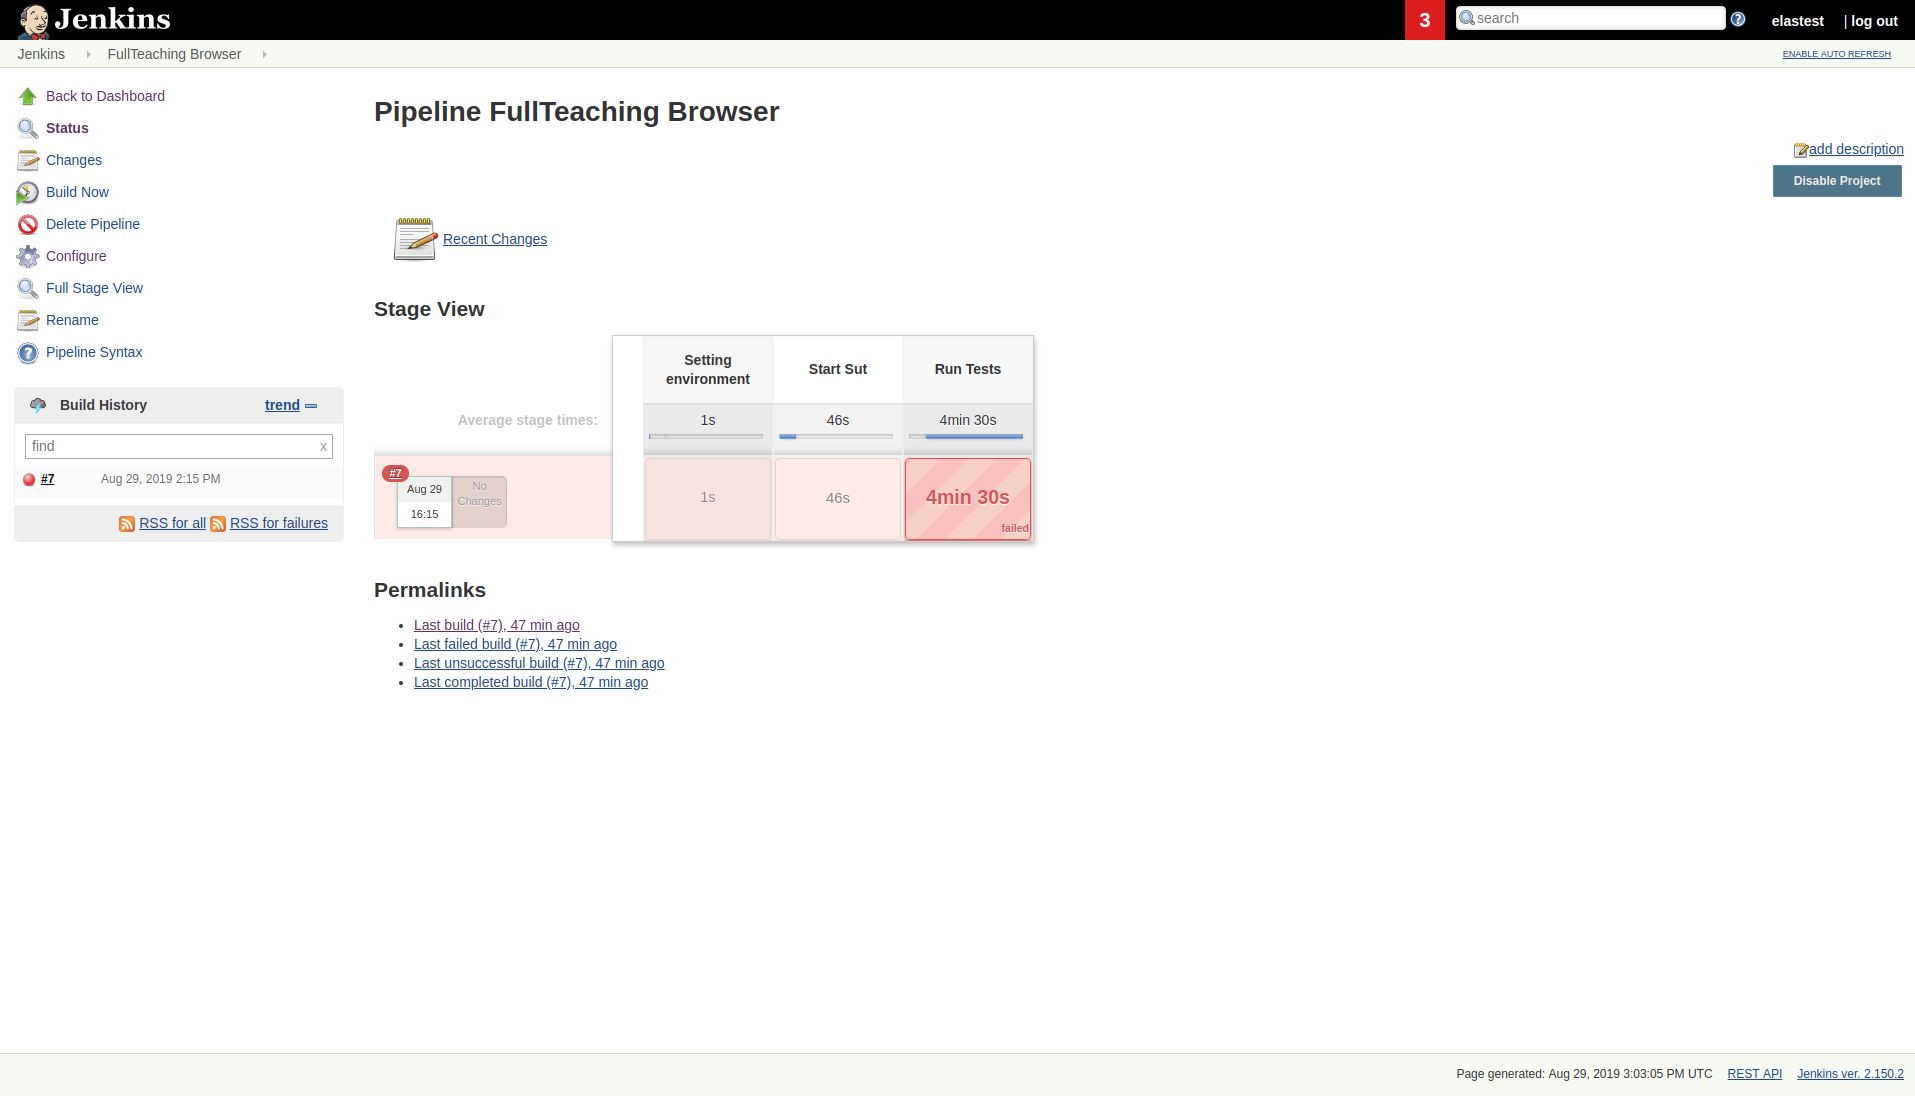 Jenkins
3
search
elastest
| log out
Jenkins
FullTeaching Browser
ENABLE AUTO REFRESH
Back to Dashboard
Status
Changes
Build Now
Delete Pipeline
Configure
Full Stage View
Rename
Pipeline Syntax
Build History
trend
find
x
#7
Aug 29, 2019 2:15 PM
RSS for all
RSS for failures
Pipeline FullTeaching Browser
add description
Disable Project
Recent Changes
Stage View
Setting
environment
Start Sut
Run Tests
Average stage times:
1s
46s
4min 30s
#7
Aug 29
16:15
No
Changes
1s
46s
4min 30s
failed
Permalinks
Last build (#7), 47 min ago
Last failed build (#7), 47 min ago
Last unsuccessful build (#7), 47 min ago
Last completed build (#7), 47 min ago
Page generated: Aug 29, 2019 3:03:05 PM UTC
REST API
Jenkins ver. 2.150.2